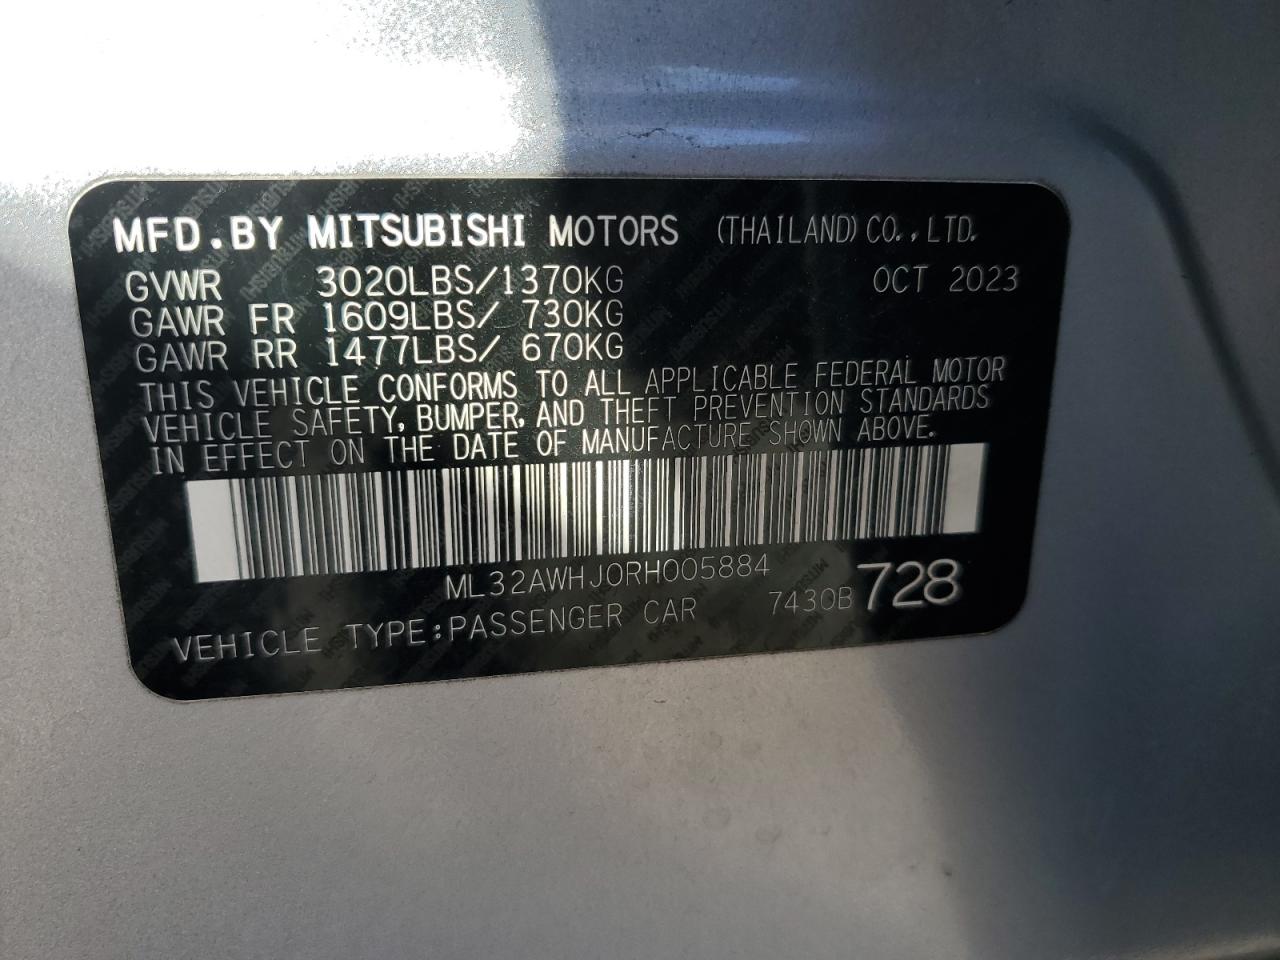 MFD.BY MITSUBISHI MOTORS (THAILAND) CO.,LTD.
GVWR 3020LBS/1370KG OCT 2023
GAWR FR 1609LBS/ 730KG
GAWR RR 1477LBS/ 670KG
THIS VEHICLE CONFORMS TO ALL APPLICABLE FEDERAL MOTOR
VEHICLE SAFETY, BUMPER, AND THEFT PREVENTION STANDARDS
IN EFFECT ON THE DATE OF MANUFACTURE SHOWN ABOVE.
ML32AWHJ0RH005884
VEHICLE TYPE:PASSENGER CAR 7430B 728